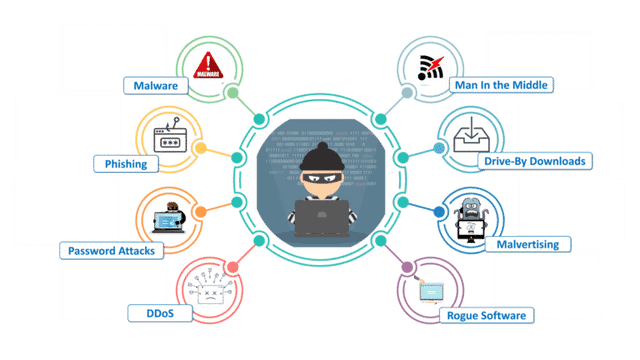 MALWARE
Malware
Phishing
Password Attacks
DDoS
Man In the Middle
Drive-By Downloads
Malvertising
Rogue Software